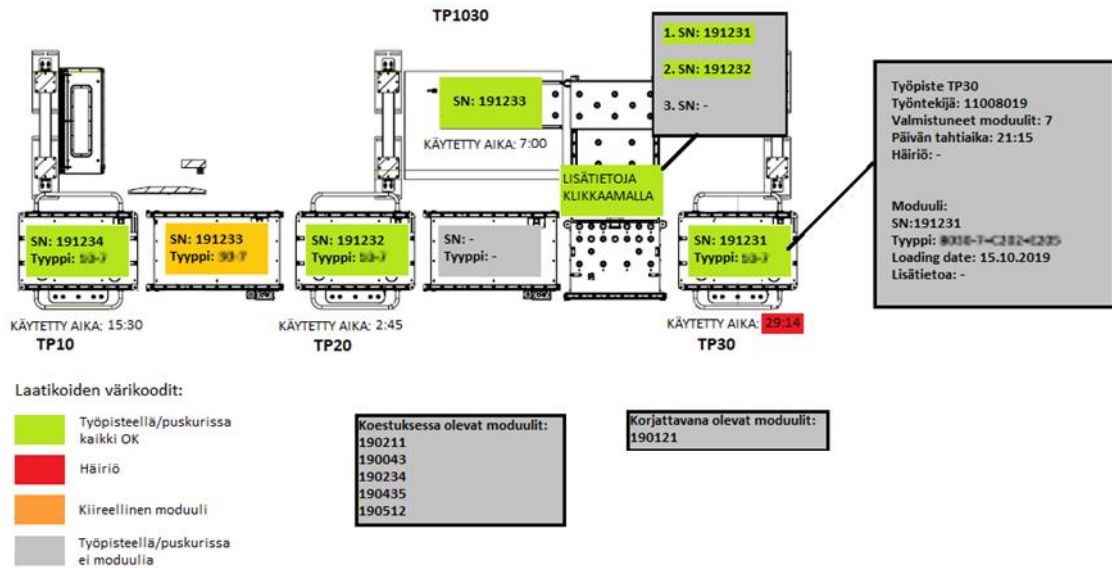 TP1030
1. SN: 191231
2. SN: 191232
3. SN: -
SN: 191233
KÄYTETTY AIKA: 7:00
LISÄTIETOJA
KLIKKAAMALLA
Työpiste TP30
Työntekijä: 11008019
Valmistuneet moduulit: 7
Päivän tahtiaika: 21:15
Häiriö: -
Moduuli:
SN:191231
Tyyppi:
Loading date: 15.10.2019
Lisätietoa: -
SN: 191234
Tyyppi:
SN: 191233
Tyyppi:
SN: 191232
Tyyppi:
SN: -
Tyyppi: -
SN: 191231
Tyyppi:
KÄYTETTY AIKA: 15:30
TP10
KÄYTETTY AIKA: 2:45
TP20
KÄYTETTY AIKA: 29:14
TP30
Laatikoiden värikoodit:
Työpisteellä/puskurissa
kaikki OK
Häiriö
Kiireellinen moduuli
Työpisteellä/puskurissa
ei moduulia
Koestuksessa olevat moduulit:
190211
190043
190234
190435
190512
Korjattavana olevat moduulit:
190121